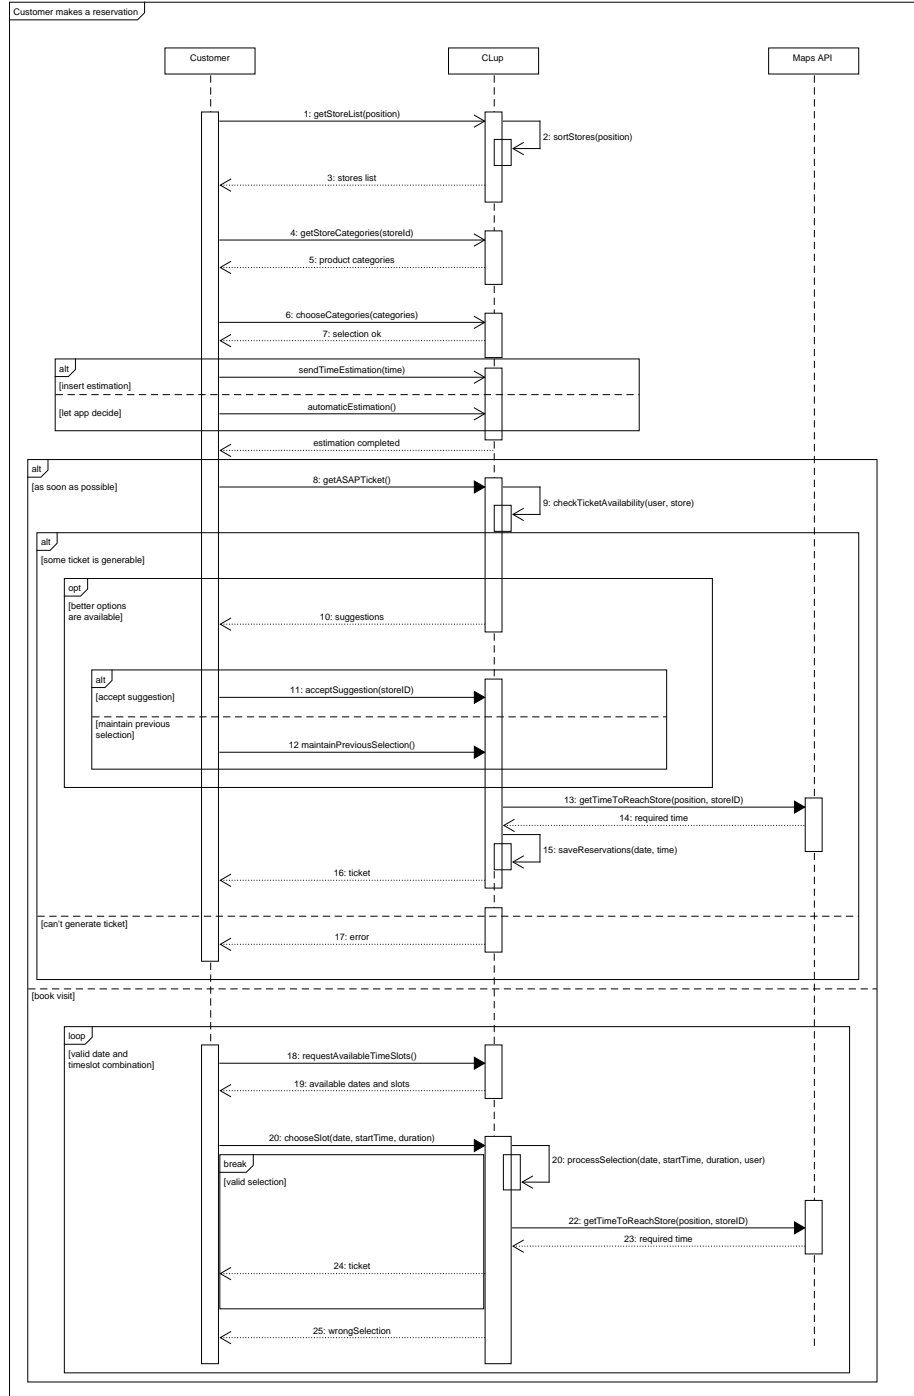 Customer makes a reservation
Customer
CLup
Maps API
1: getStoreList(position)
2: sortStores(position)
3: stores list
4: getStoreCategories(storeId)
5: product categories
6: chooseCategories(categories)
7: selection ok
alt
sendTimeEstimation(time)
[insert estimation]
automaticEstimation()
[let app decide]
estimation completed
alt
[as soon as possible]
8: getASAPTicket()
9: checkTicketAvailability(user, store)
alt
[some ticket is generable]
opt
[better options
are available]
10: suggestions
alt
[accept suggestion]
11: acceptSuggestion(storeID)
[maintain previous
selection]
12 maintainPreviousSelection()
13: getTimeToReachStore(position, storeID)
14: required time
15: saveReservations(date, time)
16: ticket
[can't generate ticket]
17: error
[book visit]
loop
[valid date and
timeslot combination]
18: requestAvailableTimeSlots()
19: available dates and slots
20: chooseSlot(date, startTime, duration)
20: processSelection(date, startTime, duration, user)
break
[valid selection]
22: getTimeToReachStore(position, storeID)
23: required time
24: ticket
25: wrongSelection